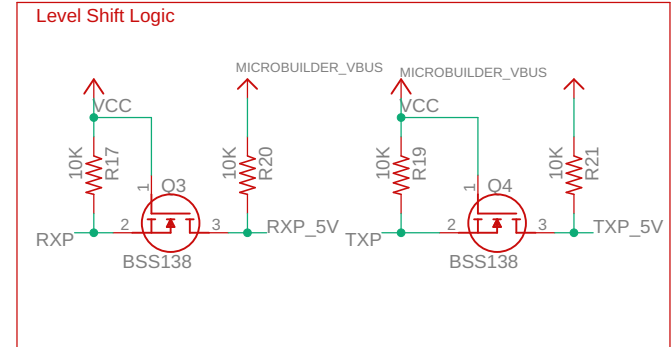 Level Shift Logic
MICROBUILDER_VBUS
MICROBUILDER_VBUS
VCC
VCC
10K
R17
10K
R20
10K
R19
10K
R21
1
Q3
1
Q4
RXP
2
3
RXP_5V
TXP
2
3
TXP_5V
BSS138
BSS138